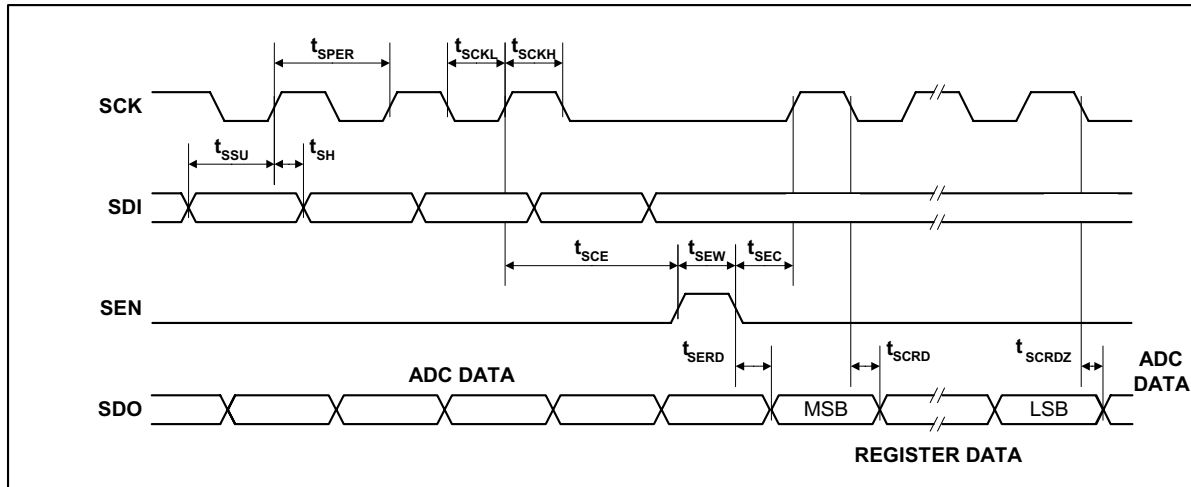 tSPER
tSCKL
tSCKH
SCK
tSSU
tSH
SDI
tSCE
tSEW
tSEC
SEN
tSERD
tSCRD
tSCRDZ
ADC
DATA
ADC DATA
SDO
MSB
LSB
REGISTER DATA